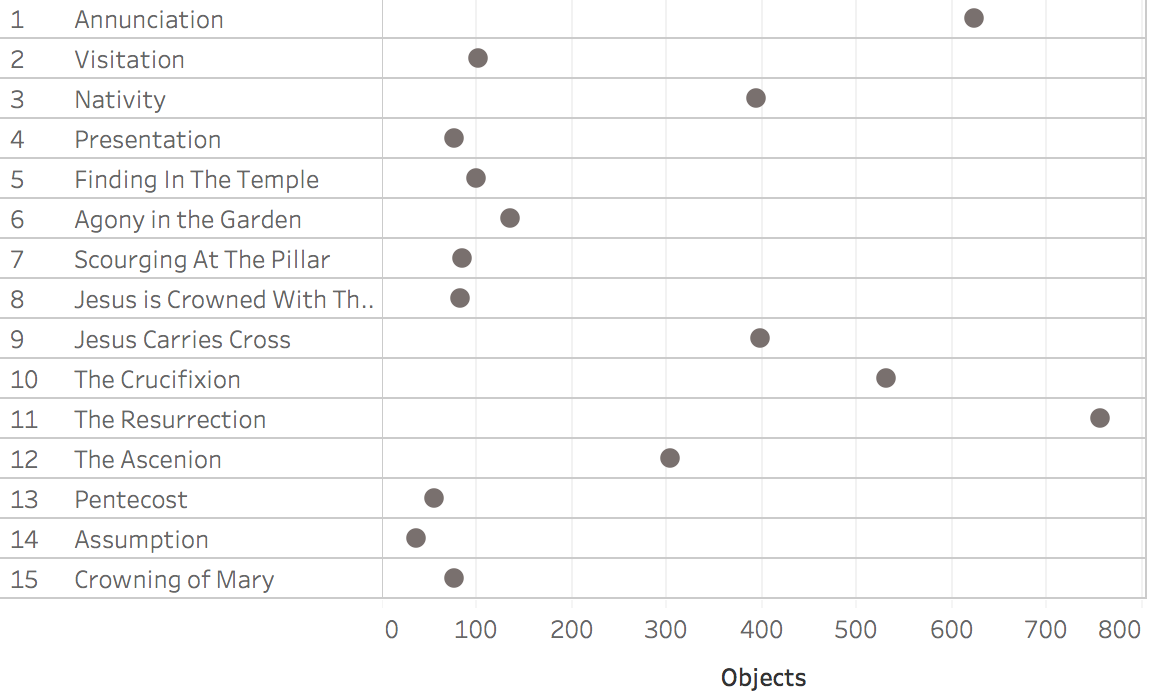 1 Annunciation
2 Visitation
3 Nativity
4 Presentation
5 Finding In The Temple
6 Agony in the Garden
7 Scourging At The Pillar
8 Jesus is Crowned With Th..
9 Jesus Carries Cross
10 The Crucifixion
11 The Resurrection
12 The Ascenion
13 Pentecost
14 Assumption
15 Crowning of Mary
0 100 200 300 400 500 600 700 800
Objects